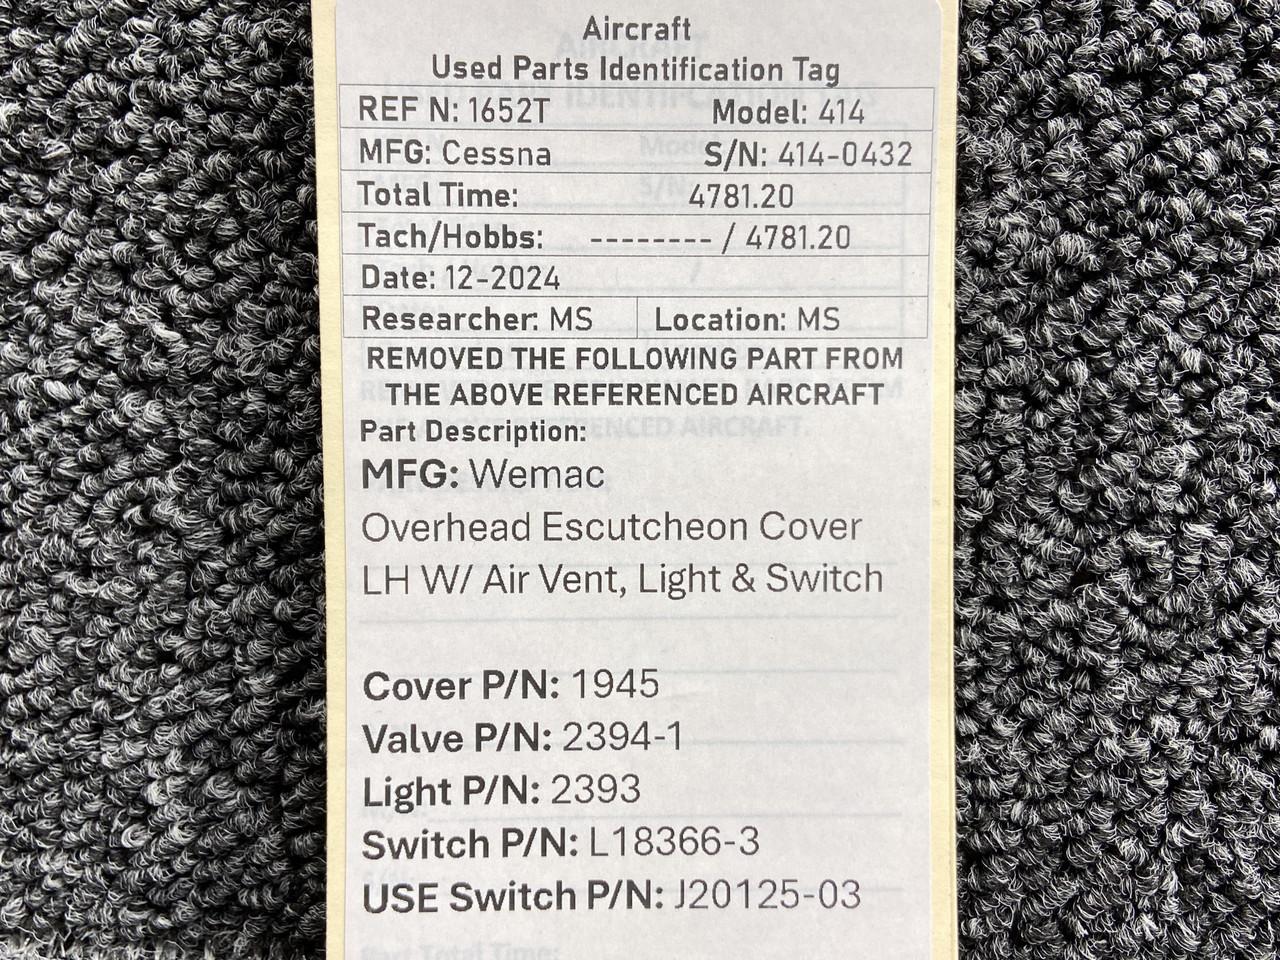 Aircraft
Used Parts Identification Tag
REF N: 1652T Model: 414
MFG: Cessna S/N: 414-0432
Total Time: 4781.20
Tach/Hobbs: -------- / 4781.20
Date: 12-2024
Researcher: MS Location: MS
REMOVED THE FOLLOWING PART FROM
THE ABOVE REFERENCED AIRCRAFT
Part Description:
MFG: Wemac
Overhead Escutcheon Cover
LH W/ Air Vent, Light & Switch
Cover P/N: 1945
Valve P/N: 2394-1
Light P/N: 2393
Switch P/N: L18366-3
USE Switch P/N: J20125-03
Part Total Time: